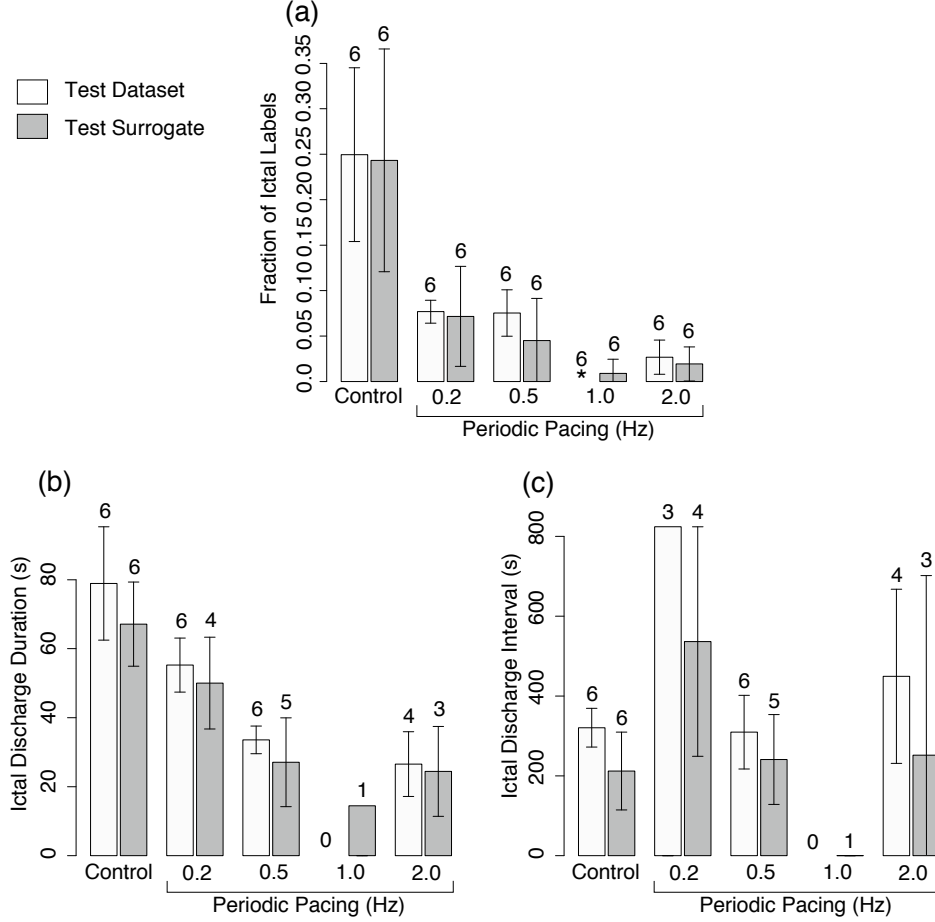 (a)
Test Dataset
Test Surrogate
Fraction of Ictal Labels
0.0 0.05 0.10 0.15 0.20 0.25 0.30 0.35
6 6 6 6 6 6 6 6 6 6
*
Control 0.2 0.5 1.0 2.0
Periodic Pacing (Hz)
(b)
Ictal Discharge Duration (s)
0 20 40 60 80
6 6 6 4 6 5 0 1 4 3
Control 0.2 0.5 1.0 2.0
Periodic Pacing (Hz)
(c)
Ictal Discharge Interval (s)
0 200 400 600 800
6 6 3 4 6 5 0 1 4 3
Control 0.2 0.5 1.0 2.0
Periodic Pacing (Hz)